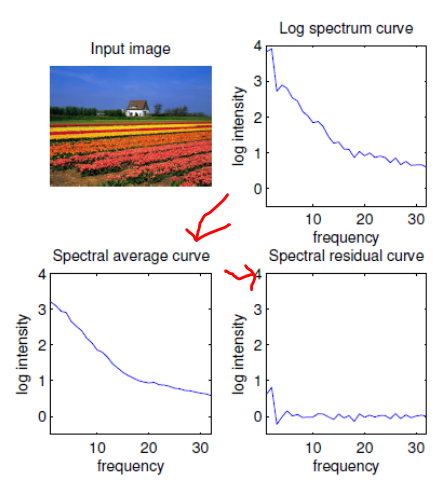 Input image
Log spectrum curve
4
3
2
1
0
log intensity
10 20 30
frequency
Spectral average curve
4
3
2
1
0
log intensity
10 20 30
frequency
Spectral residual curve
4
3
2
1
0
log intensity
10 20 30
frequency